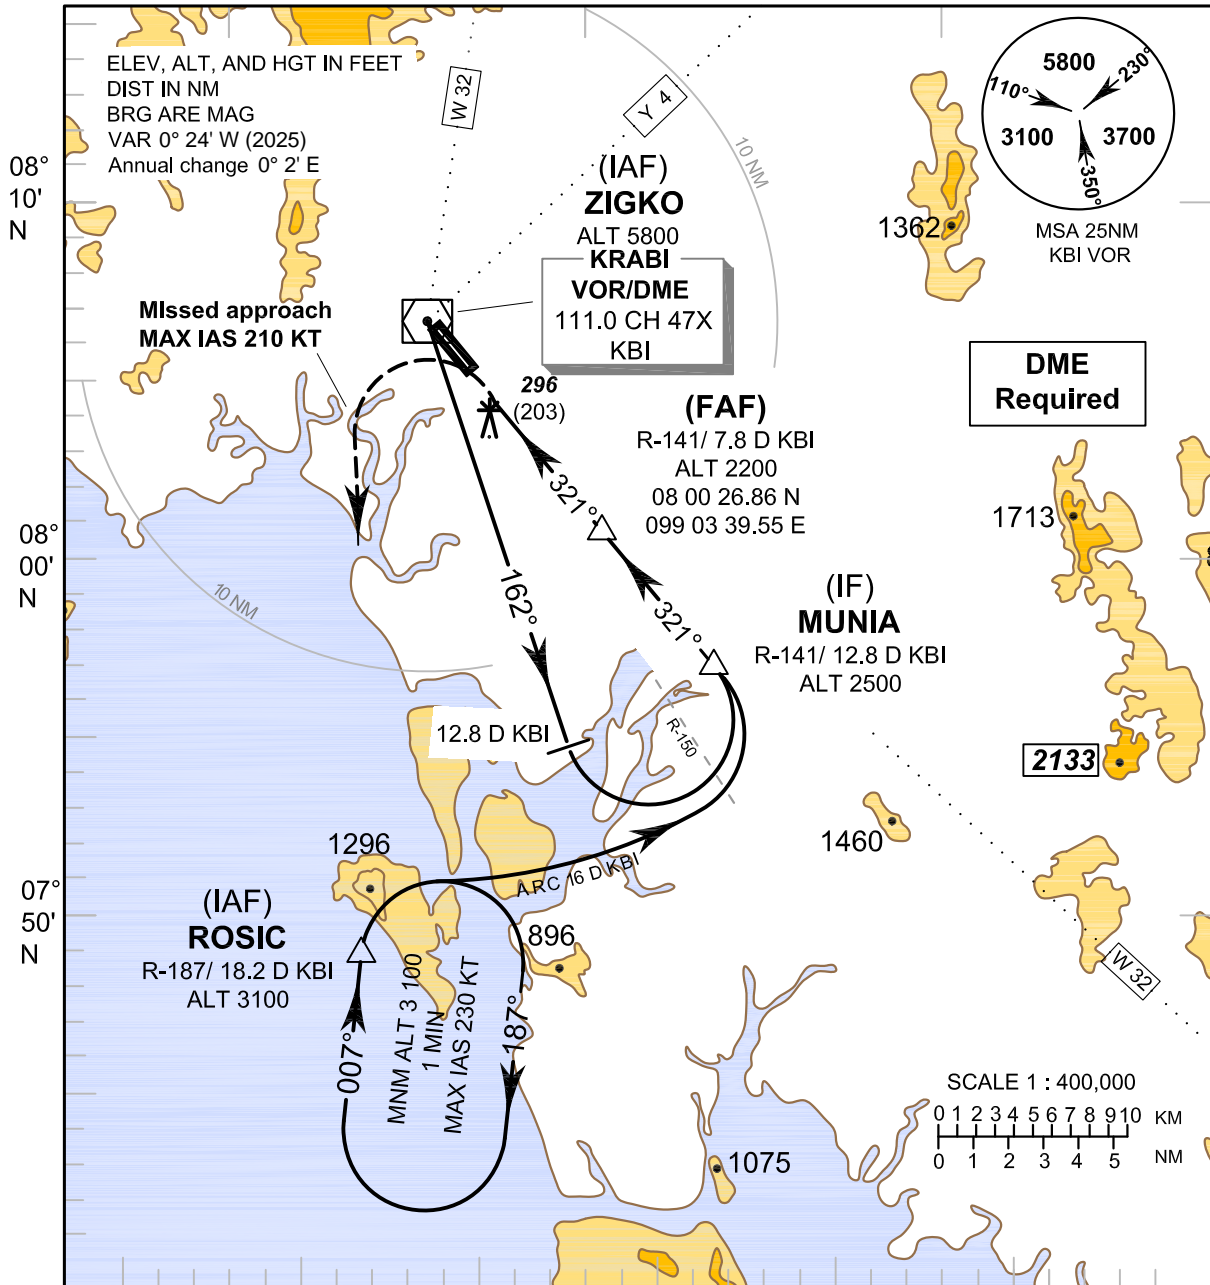 ELEV, ALT, AND HGT IN FEET
DIST IN NM
BRG ARE MAG
VAR 0° 24' W (2025)
Annual change 0° 2' E
W 32
Y 4
10 NM
5800
230°
110°
3100
3700
350°
MSA 25NM
KBI VOR
08°
10'
N
(IAF)
ZIGKO
ALT 5800
KRABI
VOR/DME
111.0 CH 47X
KBI
1362
MIssed approach
MAX IAS 210 KT
DME
Required
296
(203)
(FAF)
R-141/ 7.8 D KBI
ALT 2200
08 00 26.86 N
099 03 39.55 E
321°
1713
08°
00'
N
162°
10 NM
321°
(IF)
MUNIA
R-141/ 12.8 D KBI
ALT 2500
12.8 D KBI
R-150
2133
1460
1296
ARC 16 D KBI
07°
50'
N
(IAF)
ROSIC
R-187/ 18.2 D KBI
ALT 3100
896
W 32
007°
MNM ALT 3 100
1 MIN
MAX IAS 230 KT
187°
SCALE 1 : 400,000
0 1 2 3 4 5 6 7 8 9 10 KM
0 1 2 3 4 5 NM
1075